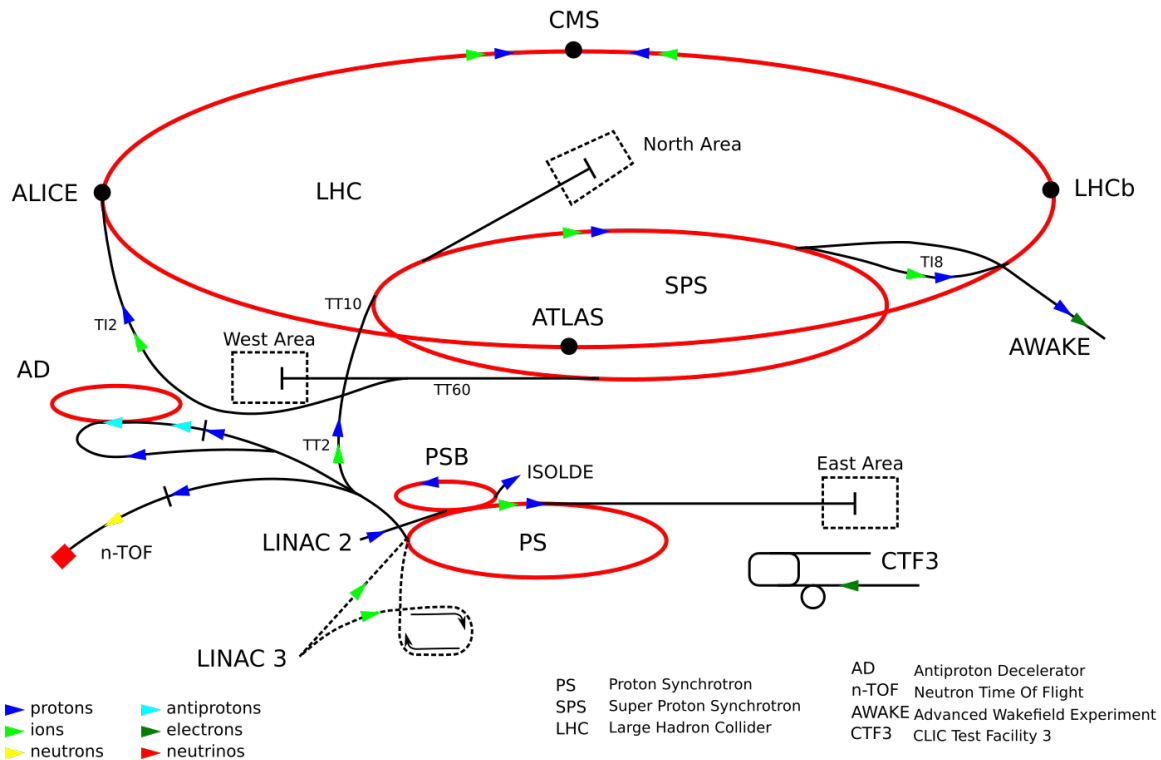 CMS
North Area
ALICE
LHC
LHCb
TI8
SPS
TT10
ATLAS
TI2
West Area
AWAKE
AD
TT60
TT2
PSB
ISOLDE
East Area
LINAC 2
PS
n-TOF
CTF3
LINAC 3
protons
ions
neutrons
antiprotons
electrons
neutrinos
PS Proton Synchrotron
SPS Super Proton Synchrotron
LHC Large Hadron Collider
AD Antiproton Decelerator
n-TOF Neutron Time Of Flight
AWAKE Advanced Wakefield Experiment
CTF3 CLIC Test Facility 3